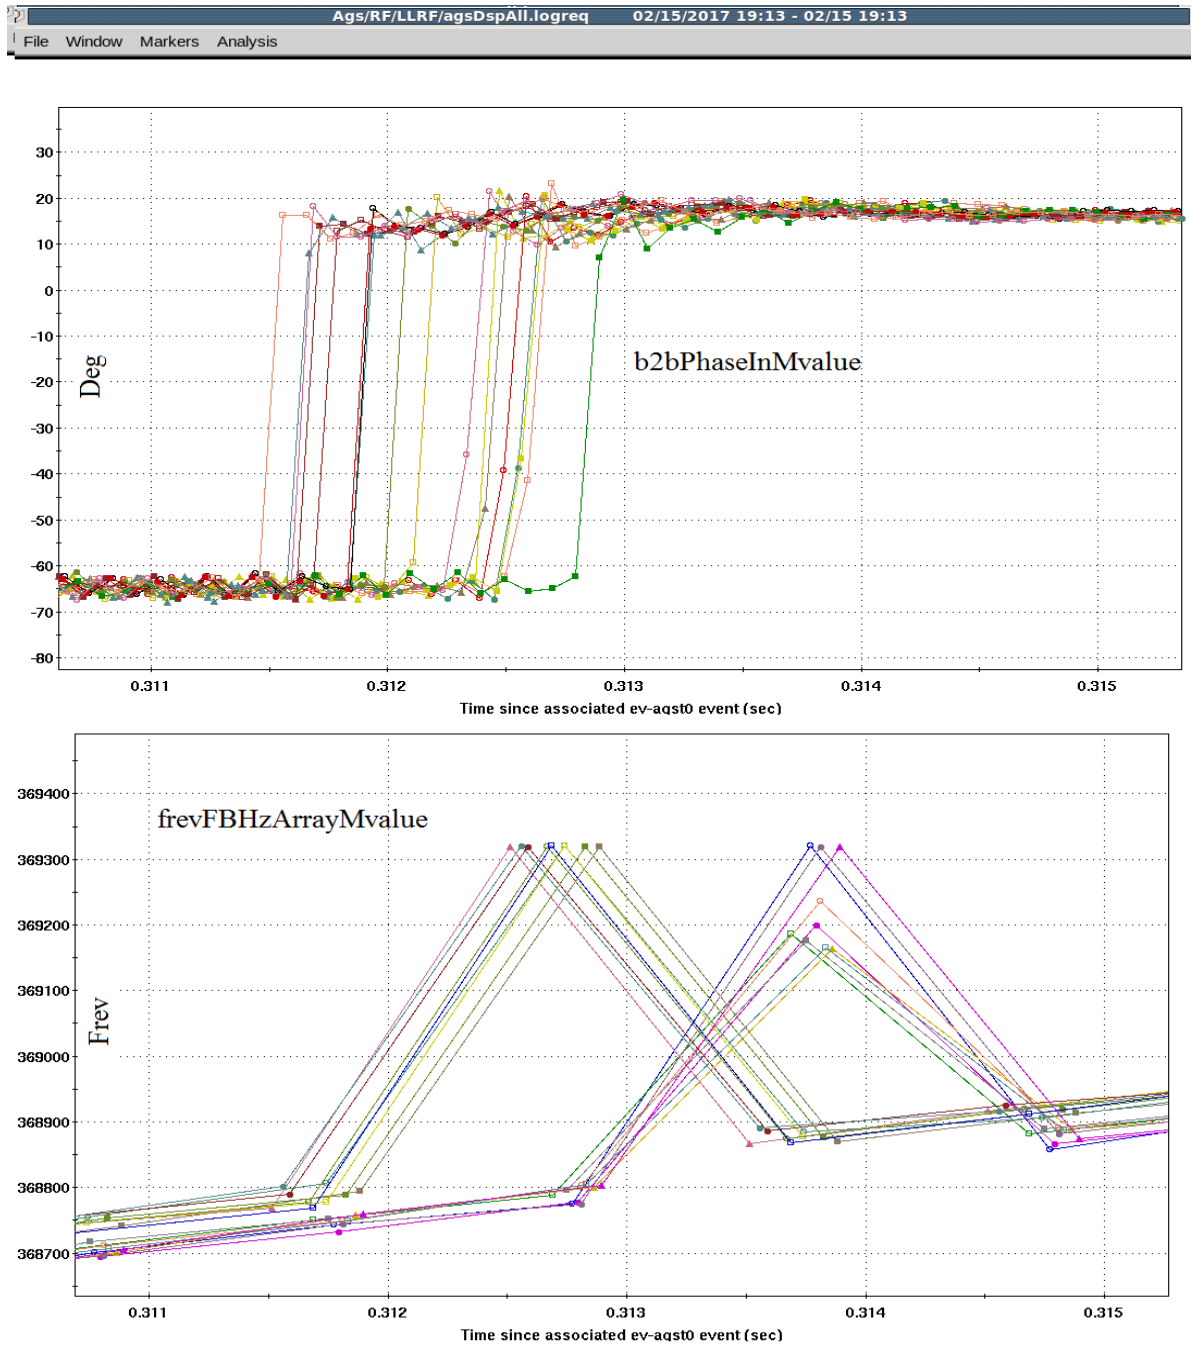 Ags/RF/LLRF/agsDspAll.logreq 02/15/2017 19:13 - 02/15 19:13
File Window Markers Analysis
30
20
10
0
-10
-20
-30
-40
-50
-60
-70
-80
Deg
b2bPhaseInMvalue
0.311 0.312 0.313 0.314 0.315
Time since associated ev-agst0 event (sec)
369400
369300
369200
369100
369000
368900
368800
368700
Frev
frevFBHzArrayMvalue
0.311 0.312 0.313 0.314 0.315
Time since associated ev-agst0 event (sec)